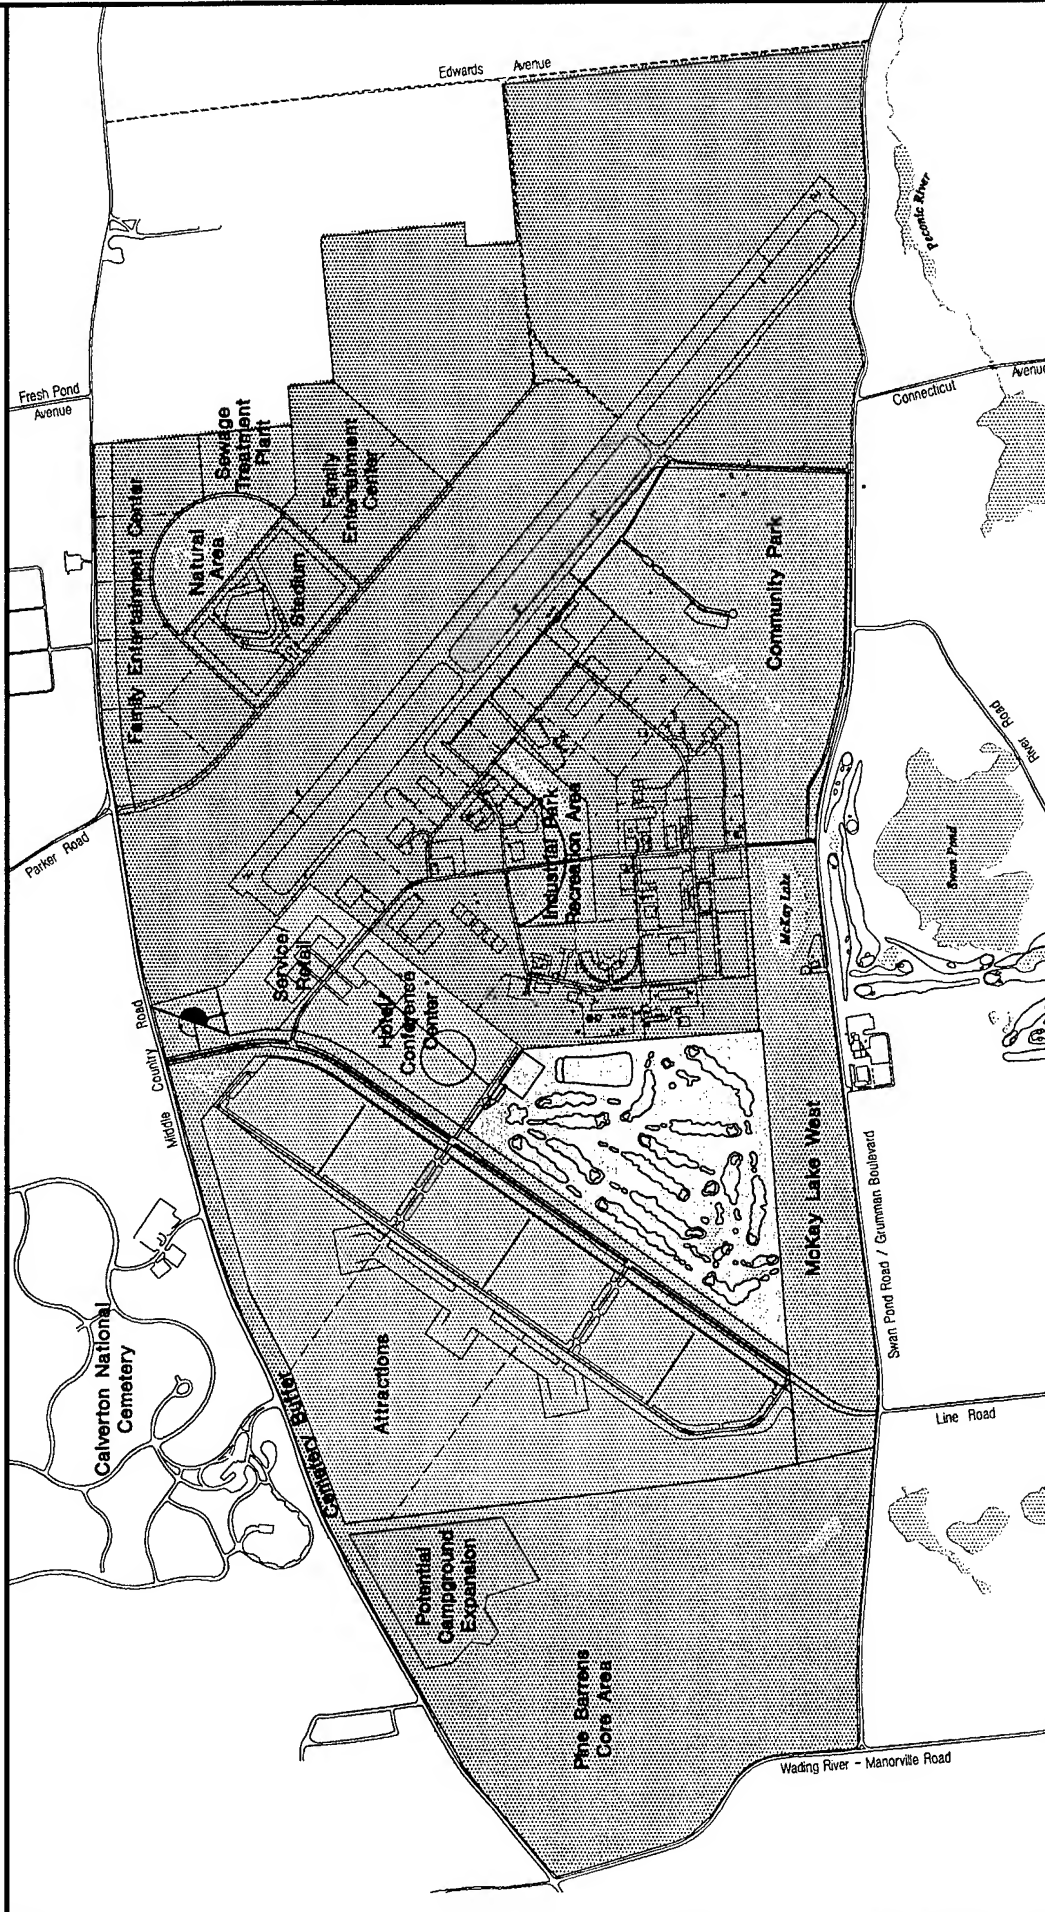 Edwards Avenue
Peconic River
Fresh Pond
Avenue
Connecticut Avenue
Sewage
Treatment
Plant
Family
Entertainment
Center
Family Entertainment Center
Natural
Area
Stadium
Community Park
River Road
Parker Road
Industrial Park
Recreation Area
Swan Pond
McKay Lake
Service/
Retail
Hotel/
Conference
Center
Middle Country Road
McKay Lake West
Swan Pond Road / Grumman Boulevard
Calverton National
Cemetery
Cemetery Buffer
Attractions
Line Road
Potential
Campground
Expansion
Pine Barrens
Core Area
Wading River - Manorville Road